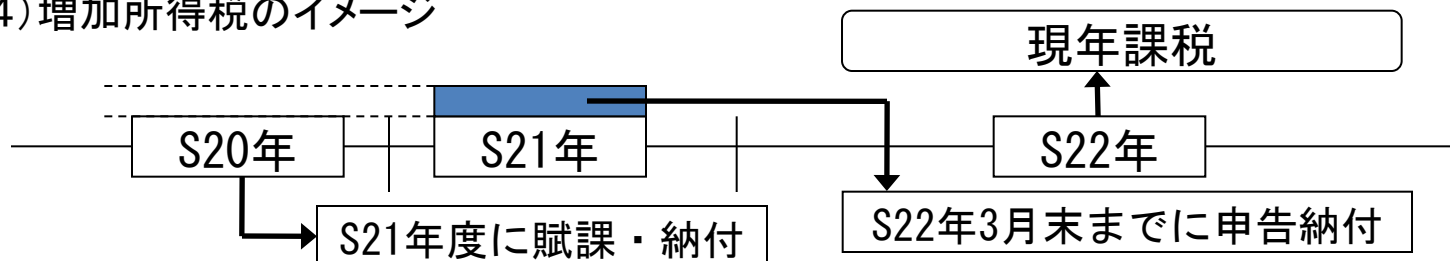 4)増加所得税のイメージ
現年課税
S20年
S21年
S22年
S21年度に賦課・納付
S22年3月末までに申告納付